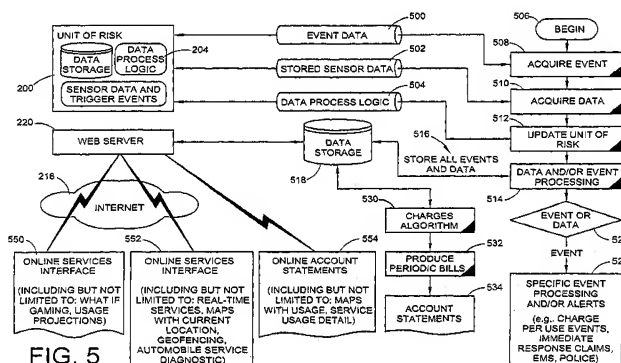 UNIT OF RISK
DATA
STORAGE
DATA
PROCESS
LOGIC
204
SENSOR DATA AND
TRIGGER EVENTS
200
500
EVENT DATA
502
STORED SENSOR DATA
504
DATA PROCESS LOGIC
506
BEGIN
508
ACQUIRE EVENT
510
ACQUIRE DATA
512
UPDATE UNIT OF
RISK
516
STORE ALL EVENTS
AND DATA
DATA AND/OR EVENT
PROCESSING
514
220
WEB SERVER
DATA
STORAGE
518
218
INTERNET
530
CHARGES
ALGORITHM
532
PRODUCE
PERIODIC BILLS
534
ACCOUNT
STATEMENTS
EVENT OR
DATA
EVENT
SPECIFIC EVENT
PROCESSING
AND/OR ALERTS
(e.g., CHARGE
PER USE EVENTS,
IMMEDIATE
RESPONSE CLAIMS,
EMS, POLICE)
550
ONLINE SERVICES
INTERFACE
(INCLUDING BUT NOT
LIMITED TO: WHAT IF
GAMING, USAGE
PROJECTIONS)
552
ONLINE SERVICES
INTERFACE
(INCLUDING BUT NOT
LIMITED TO: REAL-TIME
SERVICES, MAPS
WITH CURRENT
LOCATION,
GEOFENCING,
AUTOMOBILE SERVICE
DIAGNOSTIC)
554
ONLINE ACCOUNT
STATEMENTS
(INCLUDING BUT NOT
LIMITED TO: MAPS
WITH USAGE, SERVICE
USAGE DETAIL)
FIG. 5